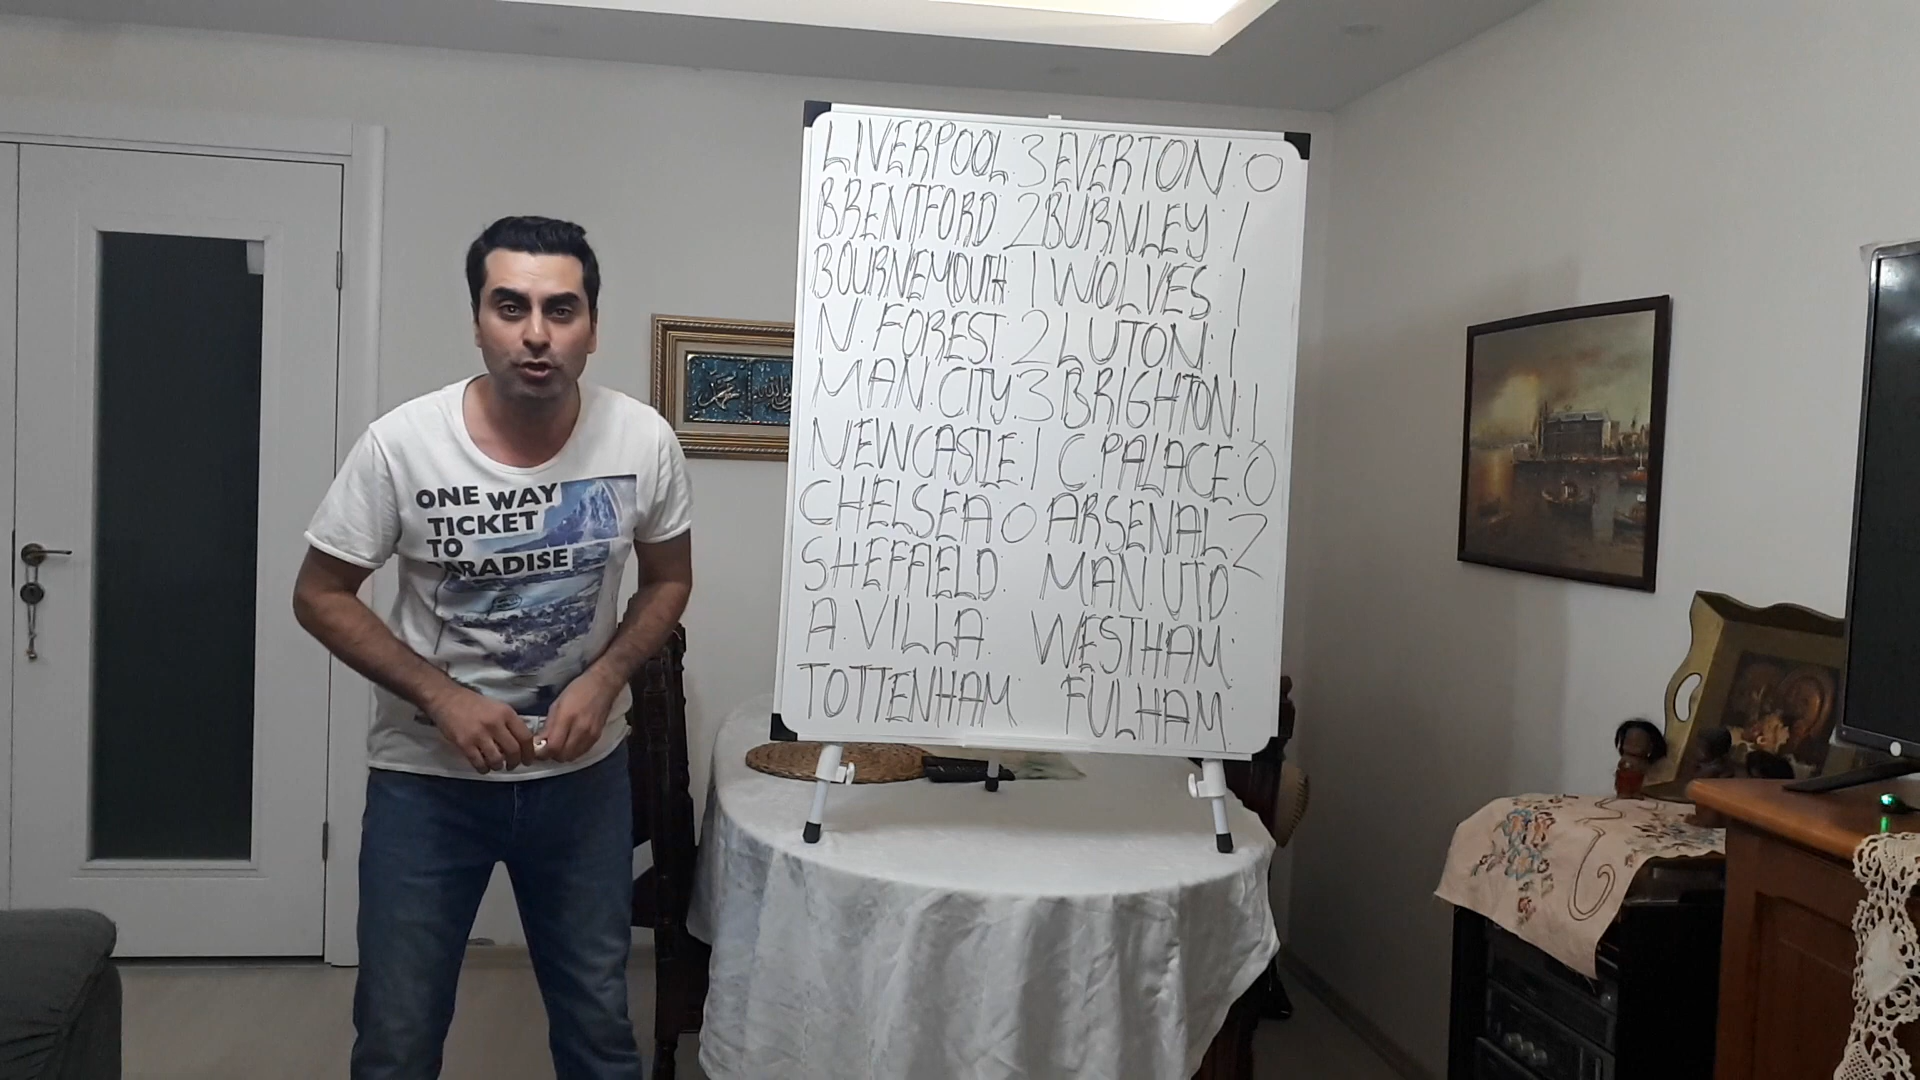 LIVERPOOL: 3 EVERTON: 0
BRENTFORD: 2 BURNLEY: 1
BOURNEMOUTH: 1 WOLVES: 1
N. FOREST: 2 LUTON: 1
MAN CITY: 3 BRIGHTON: 1
NEWCASTLE: 1 C. PALACE: 0
CHELSEA: 0 ARSENAL: 2
SHEFFIELD: MAN UTD:
A. VILLA: WESTHAM:
TOTTENHAM: FULHAM:
ONE WAY
TICKET
TO
PARADISE